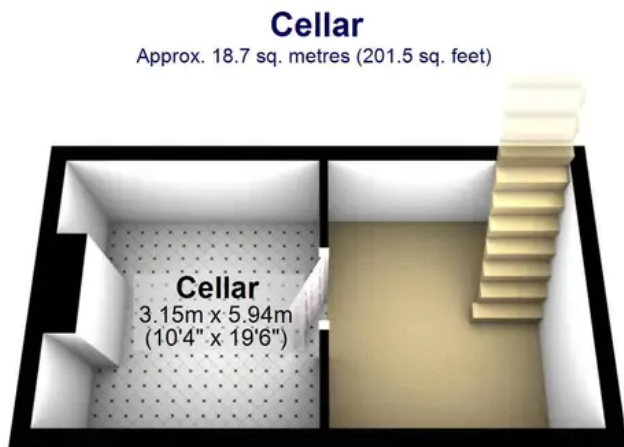 Cellar
Approx. 18.7 sq. metres (201.5 sq. feet)
Cellar
3.15m x 5.94m
(10'4" x 19'6")